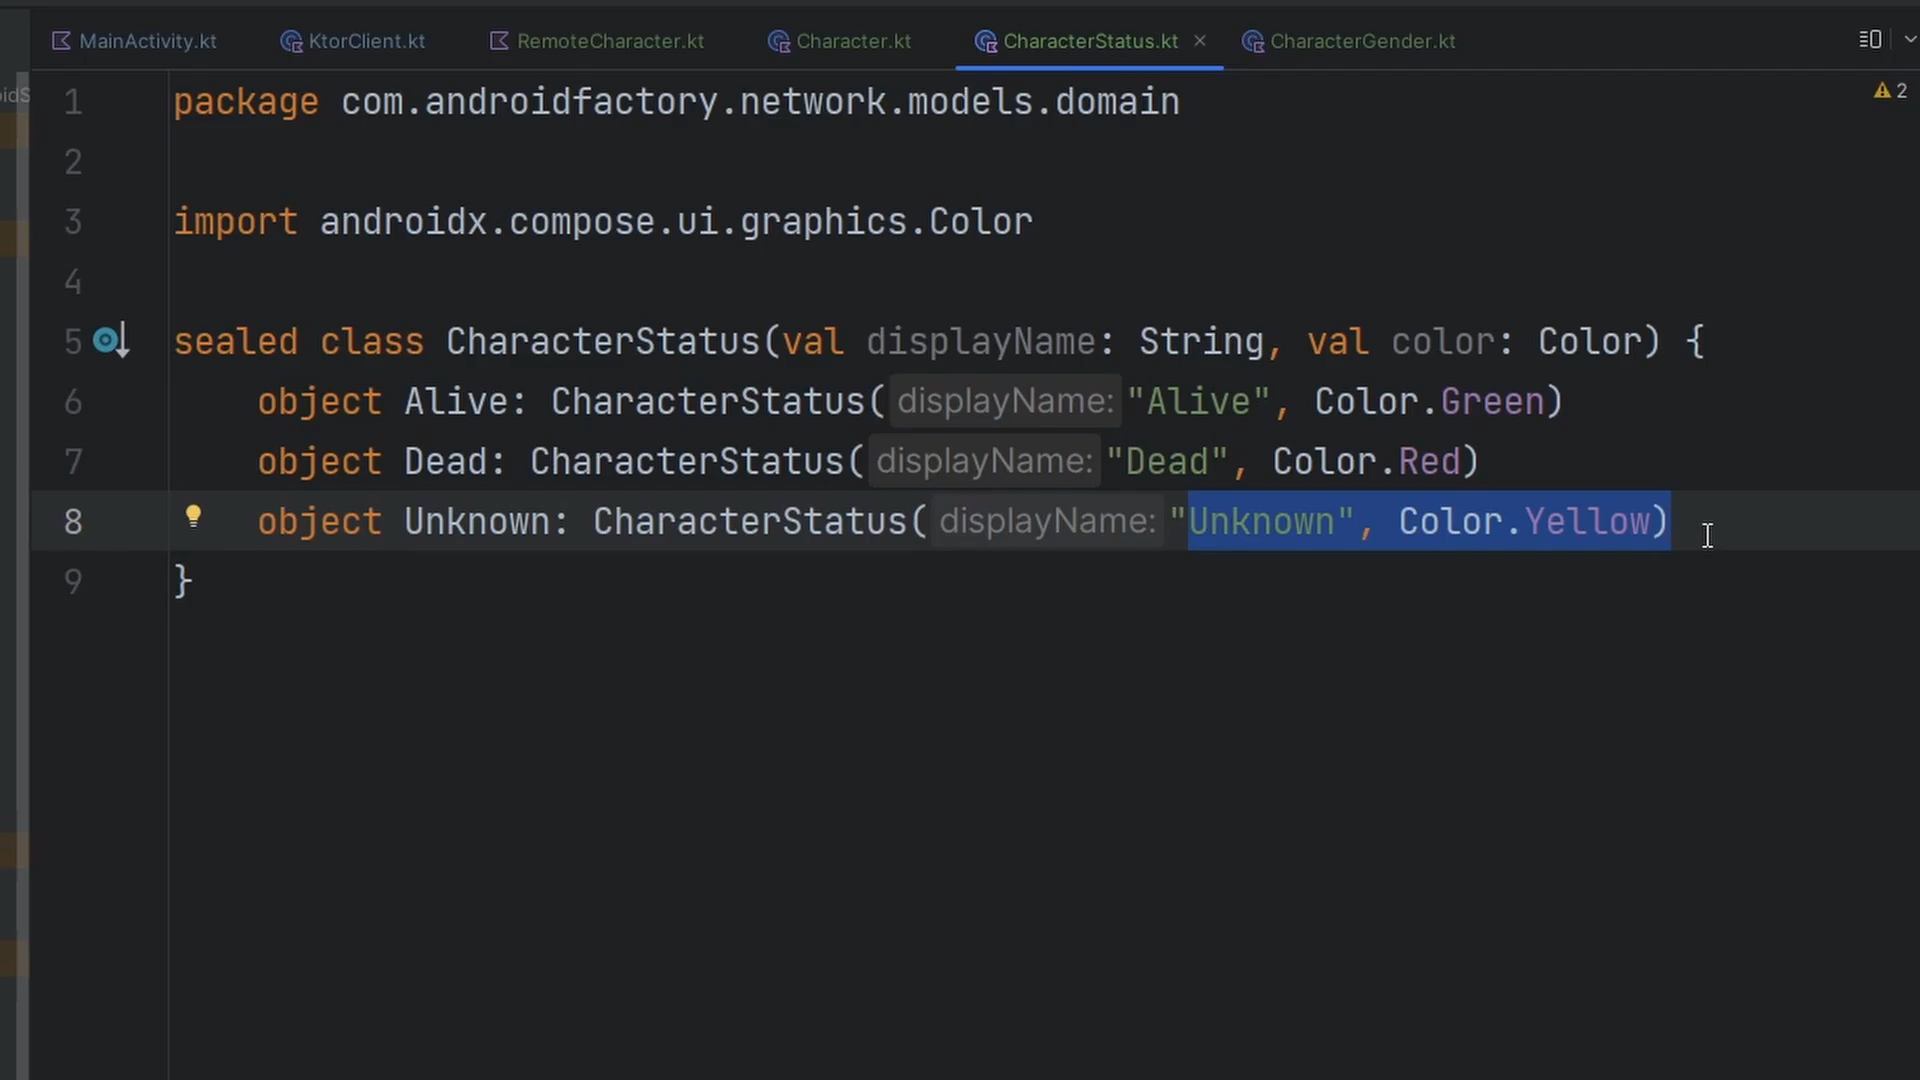 MainActivity.kt KtorClient.kt RemoteCharacter.kt Character.kt CharacterStatus.kt CharacterGender.kt
2
1 package com.androidfactory.network.models.domain
2
3 import androidx.compose.ui.graphics.Color
4
5 sealed class CharacterStatus(val displayName: String, val color: Color) {
6 object Alive: CharacterStatus( displayName: "Alive", Color.Green)
7 object Dead: CharacterStatus( displayName: "Dead", Color.Red)
8 object Unknown: CharacterStatus( displayName: "Unknown", Color.Yellow)
9 }